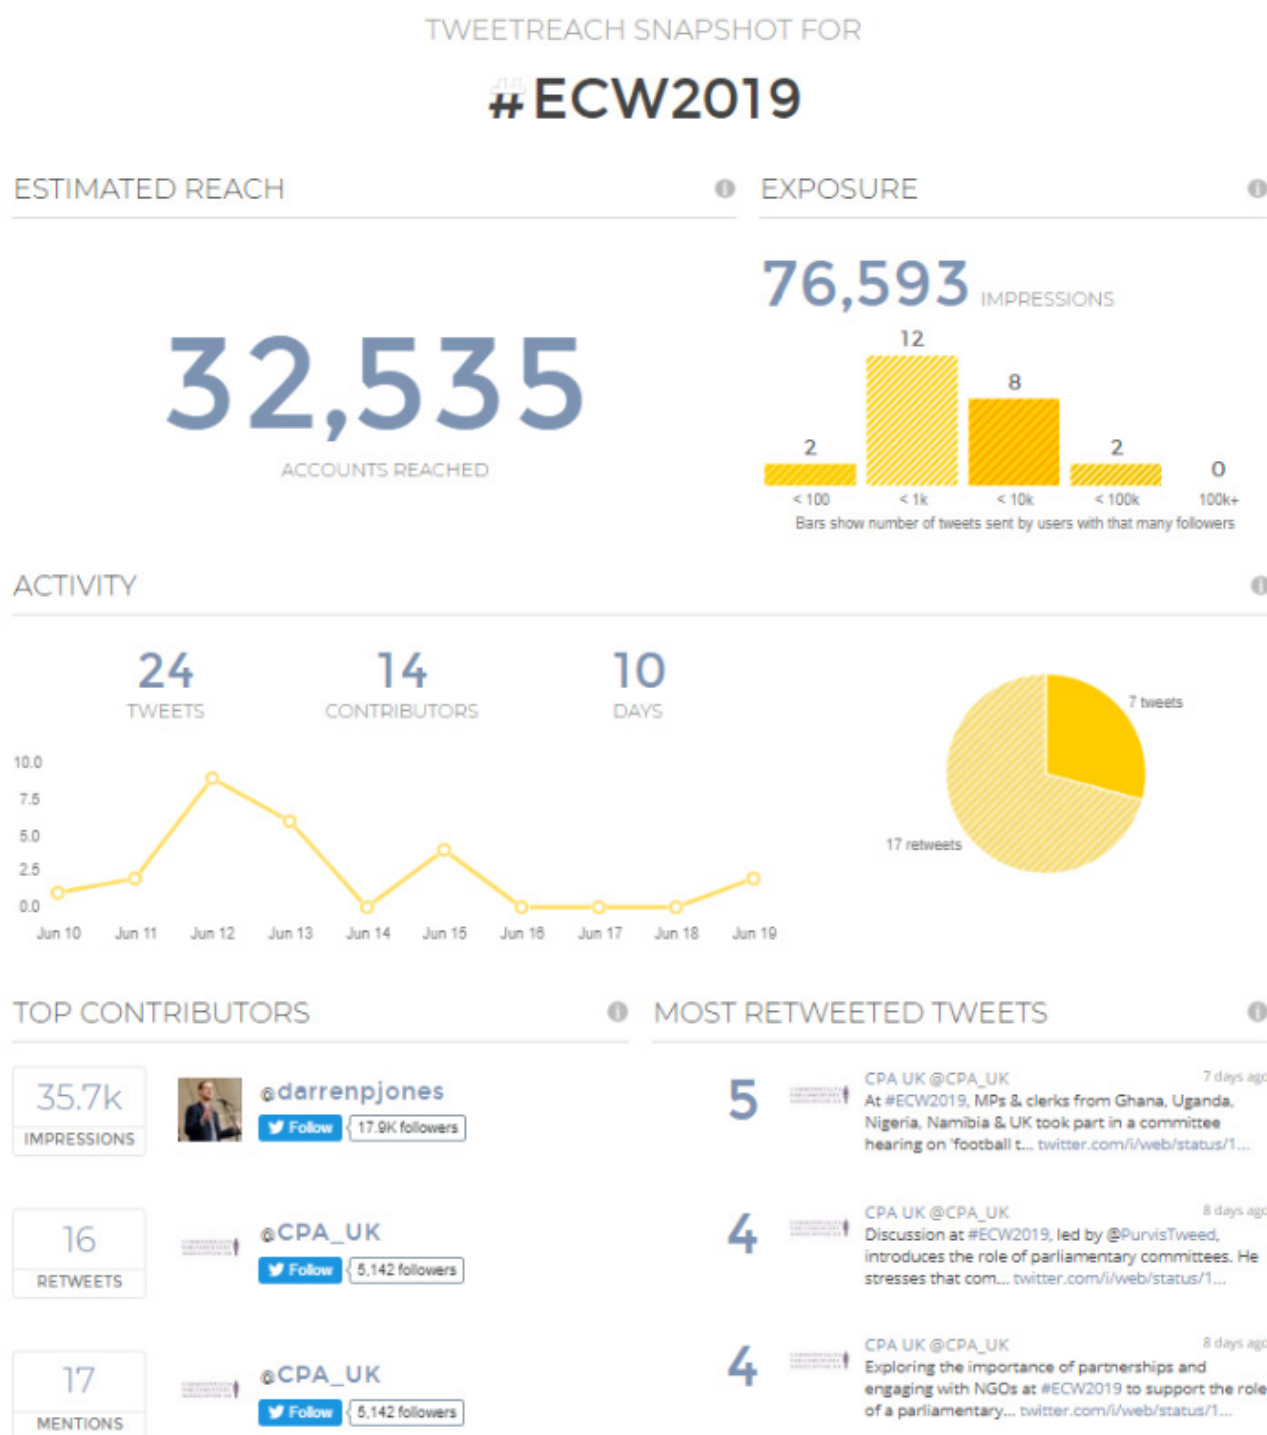 TWEETREACH SNAPSHOT FOR
#ECW2019
ESTIMATED REACH
32,535
ACCOUNTS REACHED
EXPOSURE
76,593 IMPRESSIONS
2 12 8 2 0
< 100 < 1k < 10k < 100k 100k+
Bars show number of tweets sent by users with that many followers
ACTIVITY
24
TWEETS
14
CONTRIBUTORS
10
DAYS
10.0
7.5
5.0
2.5
0.0
Jun 10 Jun 11 Jun 12 Jun 13 Jun 14 Jun 15 Jun 16 Jun 17 Jun 18 Jun 19
7 tweets
17 retweets
TOP CONTRIBUTORS
35.7k
IMPRESSIONS
@darrenpjones
Follow 17.9K followers
16
RETWEETS
@CPA_UK
Follow 5,142 followers
17
MENTIONS
@CPA_UK
Follow 5,142 followers
MOST RETWEETED TWEETS
5
CPA UK @CPA_UK 7 days ago
At #ECW2019, MPs & clerks from Ghana, Uganda,
Nigeria, Namibia & UK took part in a committee
hearing on 'football t... twitter.com/i/web/status/1...
4
CPA UK @CPA_UK 8 days ago
Discussion at #ECW2019, led by @PurvisTweed,
introduces the role of parliamentary committees. He
stresses that com... twitter.com/i/web/status/1...
4
CPA UK @CPA_UK 8 days ago
Exploring the importance of partnerships and
engaging with NGOs at #ECW2019 to support the role
of a parliamentary... twitter.com/i/web/status/1...